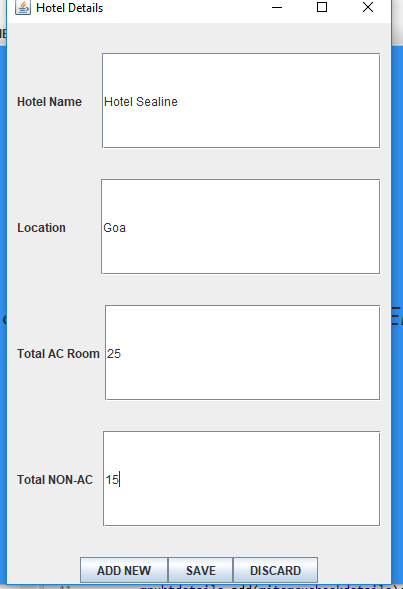 Hotel Details
Hotel Name Hotel Sealine
Location Goa
Total AC Room 25
Total NON-AC 15
ADD NEW SAVE DISCARD